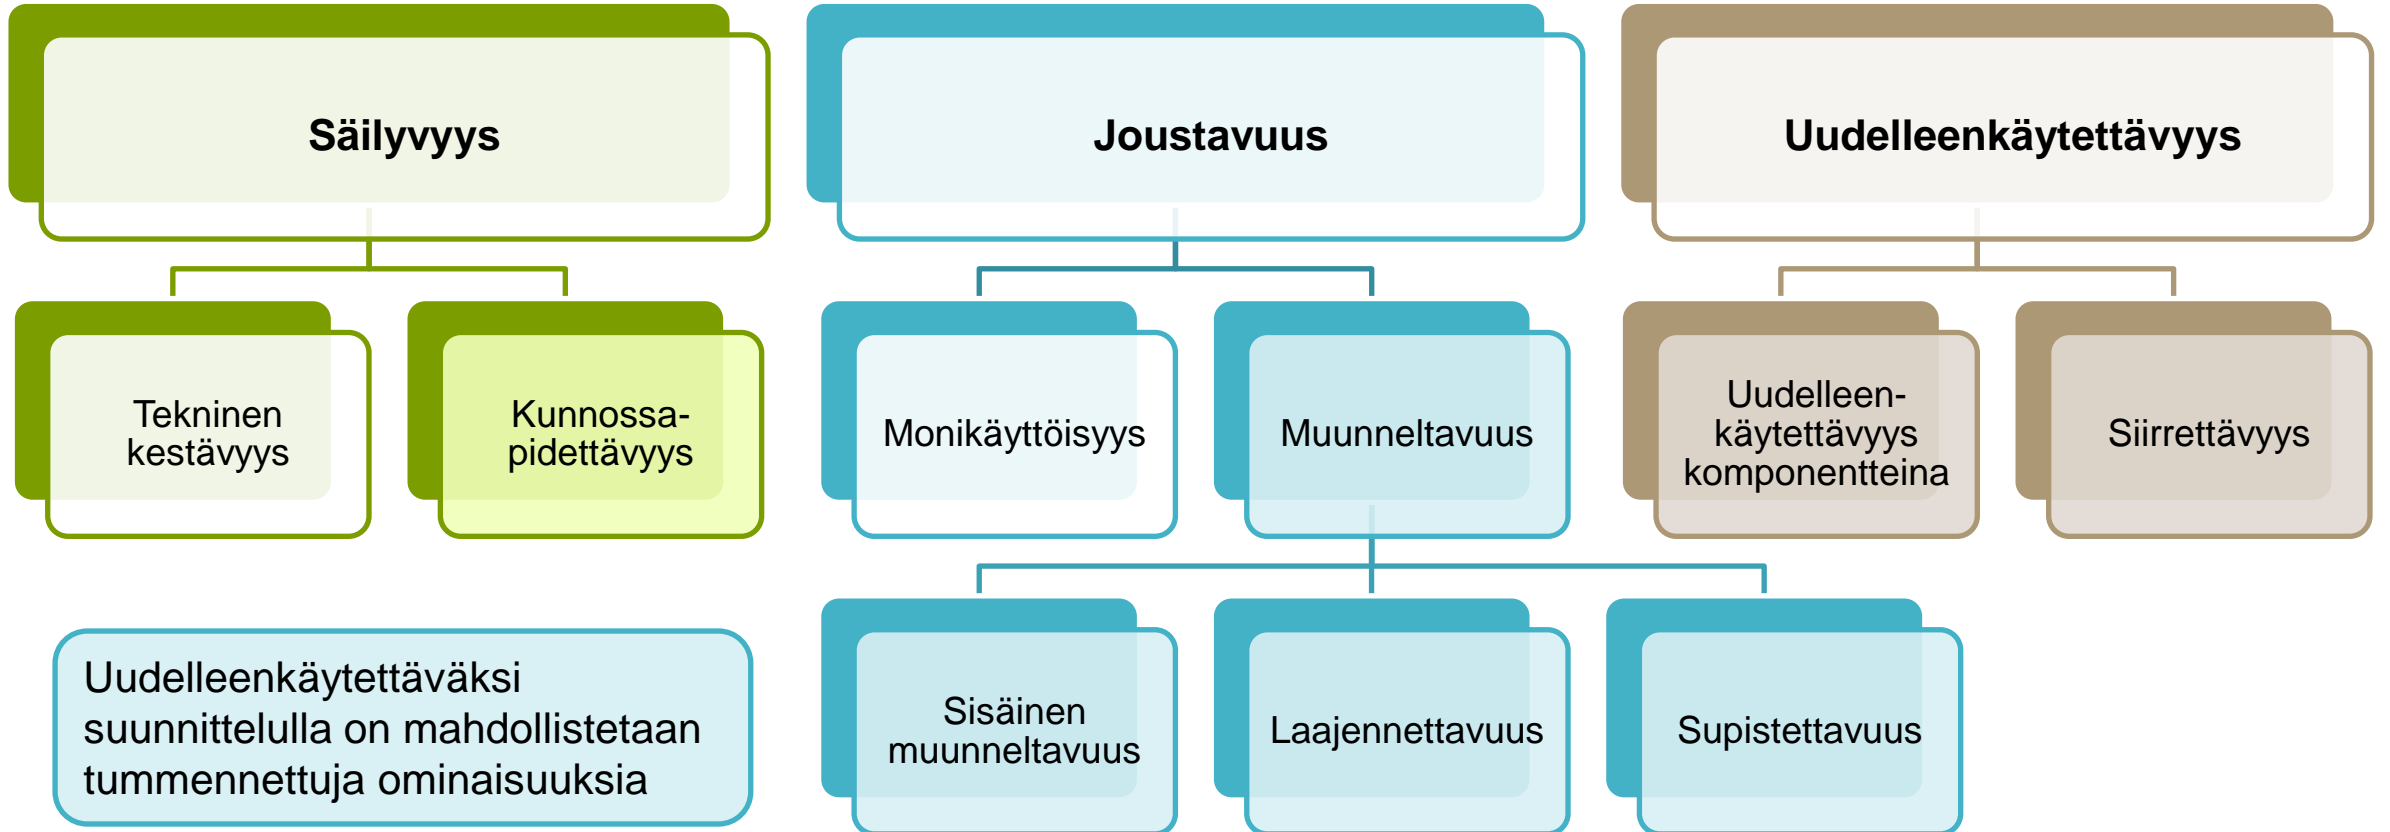 Säilyvyys
Joustavuus
Uudelleenkäytettävyys
Tekninen
kestävyys
Kunnossa-
pidettävyys
Monikäyttöisyys
Muunneltavuus
Uudelleen-
käytettävyys
komponentteina
Siirrettävyys
Uudelleenkäytettäväksi
suunnittelulla on mahdollistetaan
tummennettuja ominaisuuksia
Sisäinen
muunneltavuus
Laajennettavuus
Supistettavuus